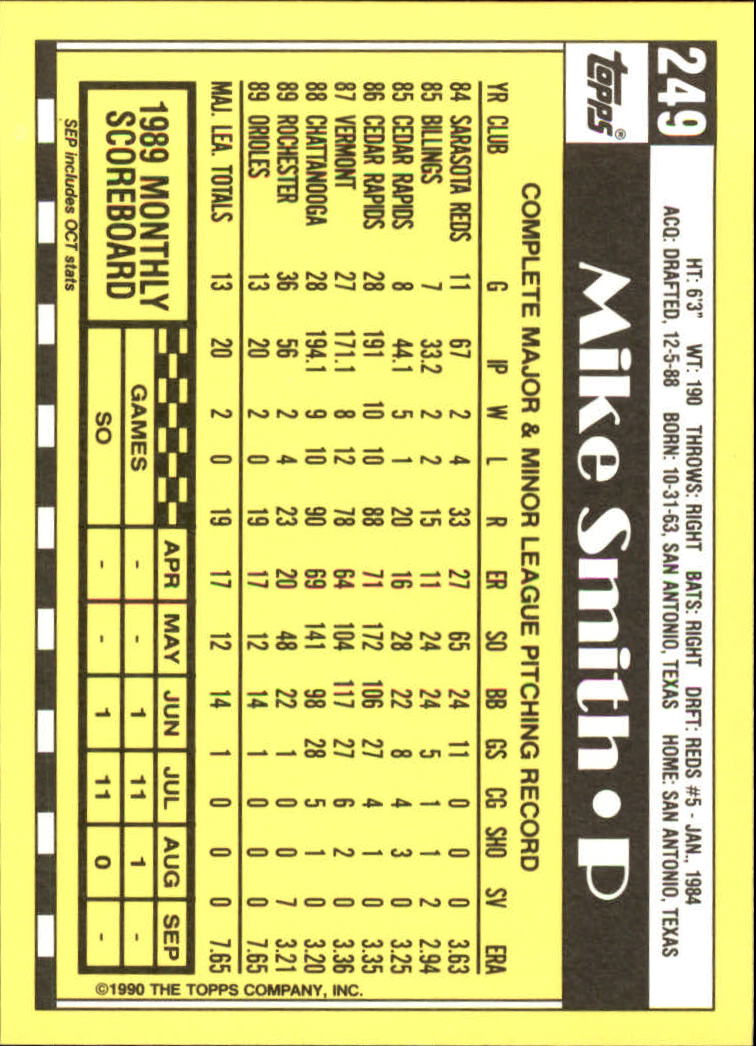 249
HT: 6'3" WT: 190 THROWS: RIGHT BATS: RIGHT DRFT: REDS #5 - JAN., 1984
ACQ: DRAFTED, 12-5-88 BORN: 10-31-63, SAN ANTONIO, TEXAS HOME: SAN ANTONIO, TEXAS
topps®
Mike Smith • P
COMPLETE MAJOR & MINOR LEAGUE PITCHING RECORD
YR CLUB G IP W L R ER SO BB GS CG SHO SV ERA
84 SARASOTA REDS 11 67 2 4 33 27 65 24 11 0 0 0 3.63
85 BILLINGS 7 33.2 2 2 15 11 24 24 5 1 1 2 2.94
85 CEDAR RAPIDS 8 44.1 5 1 20 16 28 22 8 4 3 0 3.25
86 CEDAR RAPIDS 28 191 10 10 88 71 172 106 27 4 1 0 3.35
87 VERMONT 27 171.1 8 12 78 64 104 117 27 6 2 0 3.36
88 CHATTANOOGA 28 194.1 9 10 90 69 141 98 28 5 1 0 3.20
89 ROCHESTER 36 56 2 4 23 20 48 22 1 0 0 7 3.21
89 ORIOLES 13 20 2 0 19 17 12 14 1 0 0 0 7.65
MAJ. LEA. TOTALS 13 20 2 0 19 17 12 14 1 0 0 0 7.65
1989 MONTHLY
SCOREBOARD
APR MAY JUN JUL AUG SEP
GAMES - - 1 11 1 -
SO - - 1 11 0 -
SEP includes OCT stats
©1990 THE TOPPS COMPANY, INC.